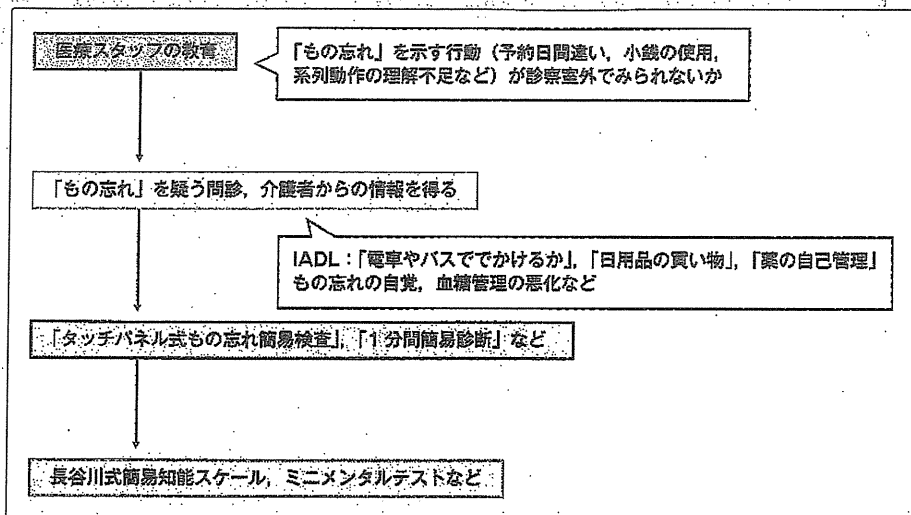 医療スタッフの教育
「もの忘れ」を示す行動（予約日間違い，小銭の使用，
系列動作の理解不足など）が診察室外でみられないか
「もの忘れ」を疑う問診，介護者からの情報を得る
IADL：「電車やバスででかけるか」，「日用品の買い物」，「薬の自己管理」
もの忘れの自覚，血糖管理の悪化など
「タッチパネル式もの忘れ簡易検査」，「1分間簡易診断」など
長谷川式簡易知能スケール，ミニメンタルテストなど